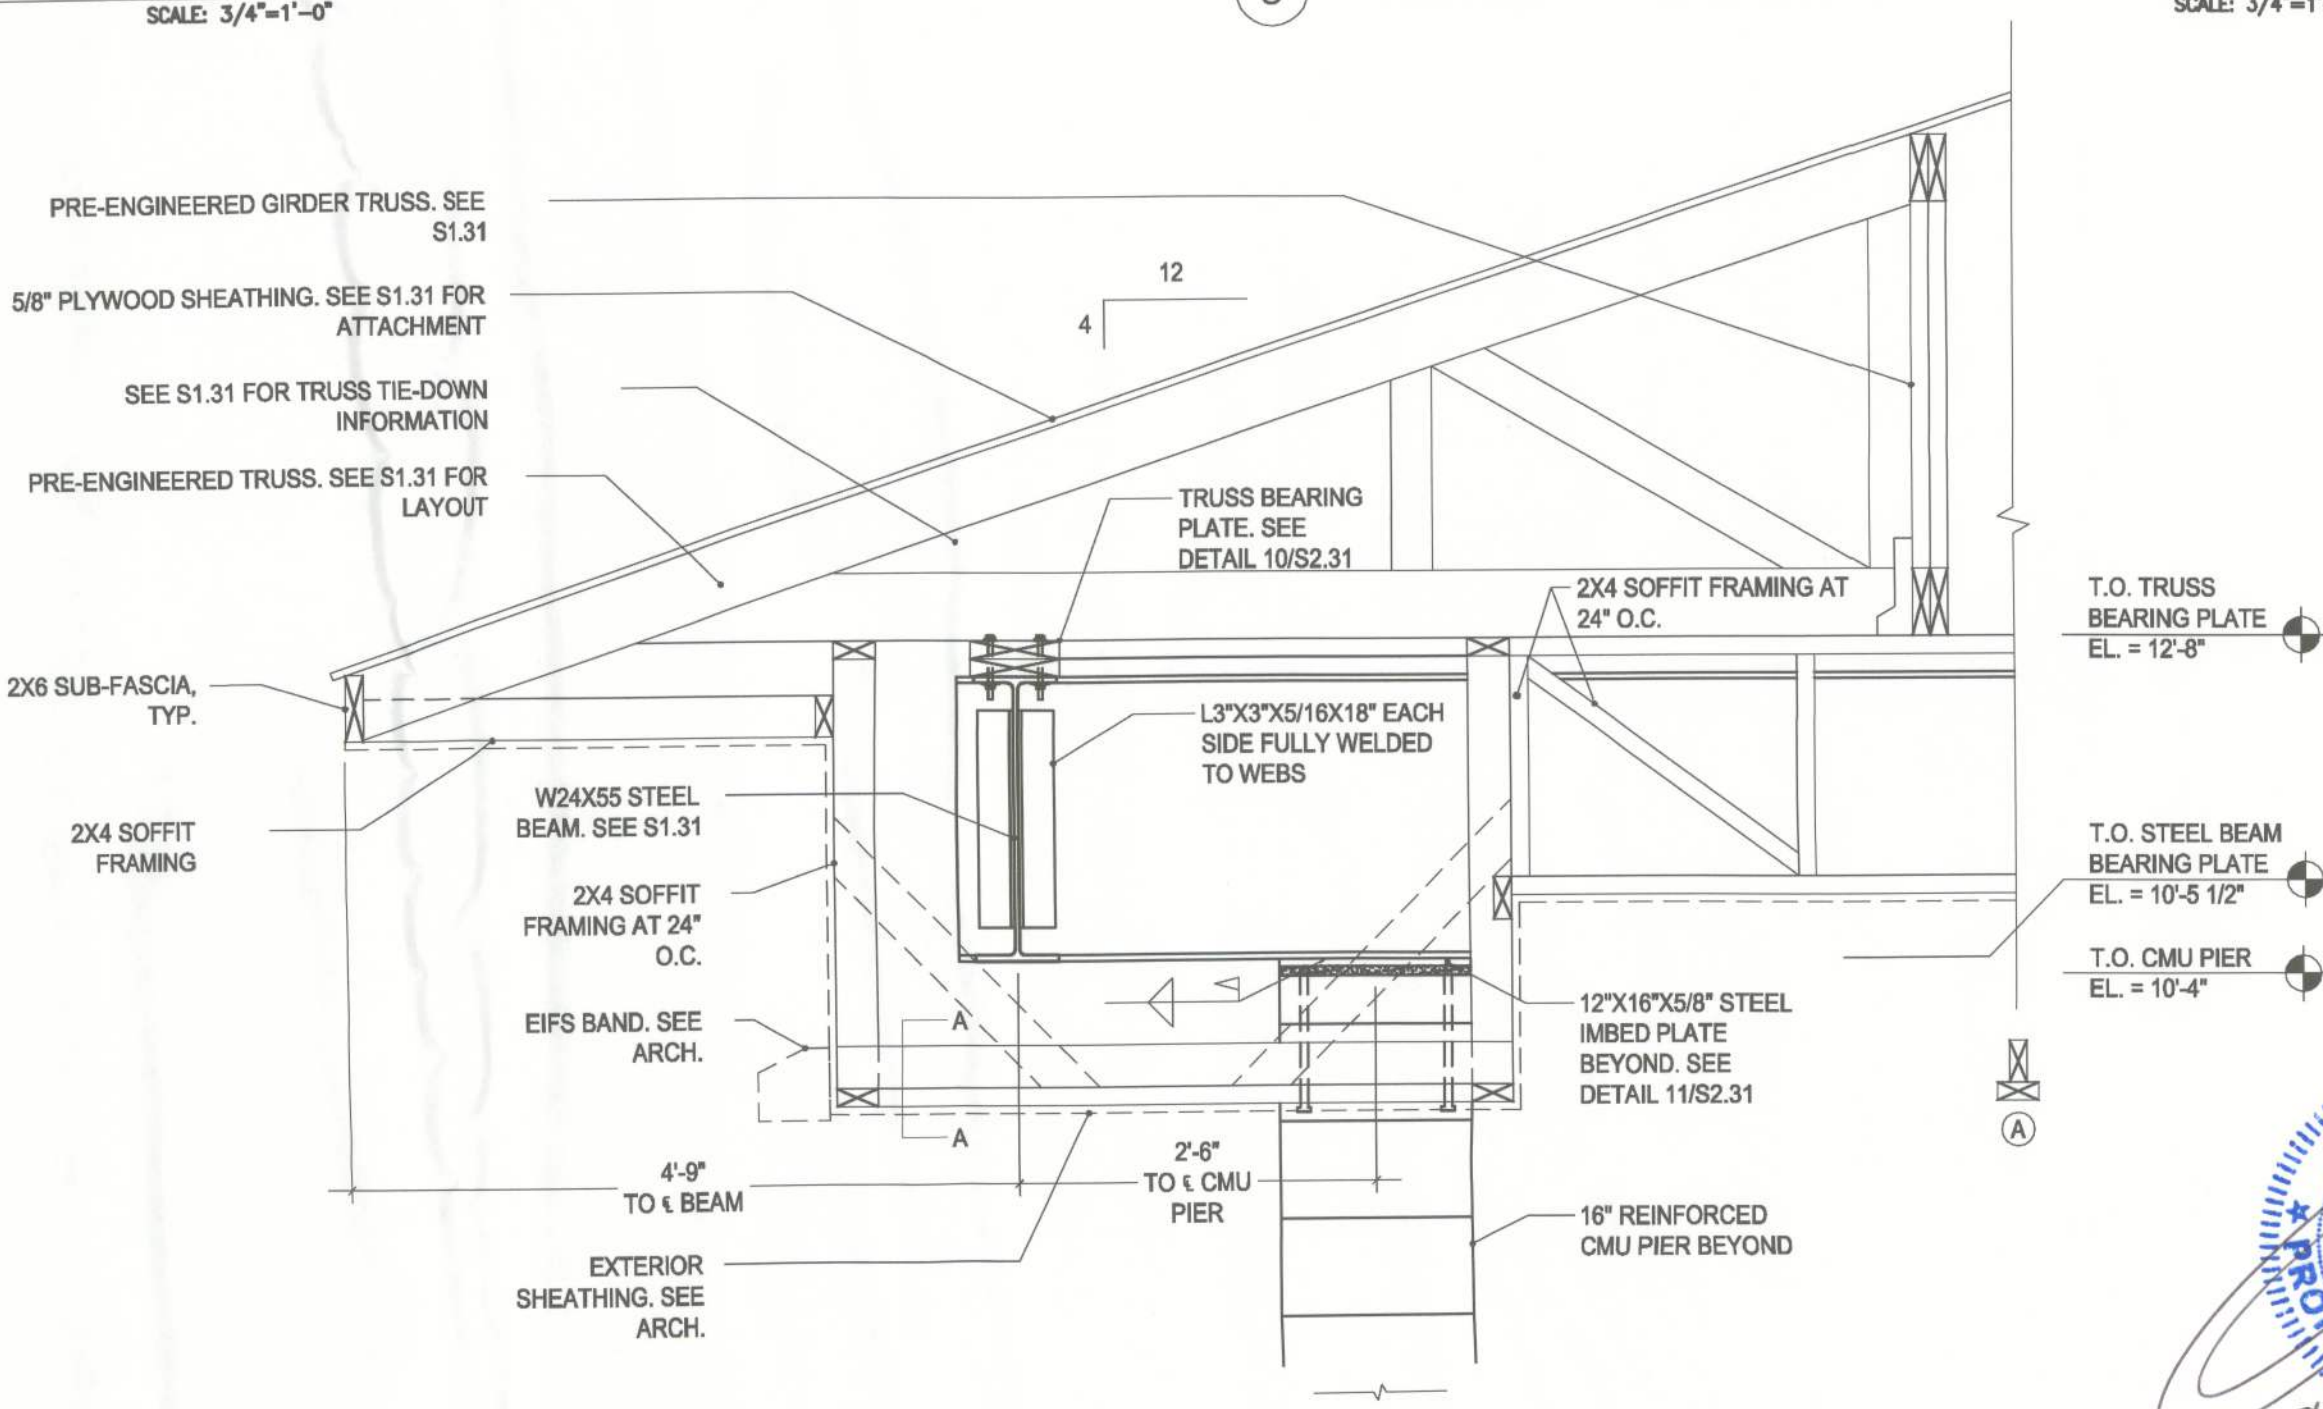 SCALE: 3/4"=1'-0"
PRE-ENGINEERED GIRDER TRUSS. SEE
S1.31
5/8" PLYWOOD SHEATHING. SEE S1.31 FOR
ATTACHMENT
SEE S1.31 FOR TRUSS TIE-DOWN
INFORMATION
PRE-ENGINEERED TRUSS. SEE S1.31 FOR
LAYOUT
2X6 SUB-FASCIA,
TYP.
2X4 SOFFIT
FRAMING
12
4
TRUSS BEARING
PLATE. SEE
DETAIL 10/S2.31
2X4 SOFFIT FRAMING AT
24" O.C.
T.O. TRUSS
BEARING PLATE
EL. = 12'-8"
L3"X3"X5/16X18" EACH
SIDE FULLY WELDED
TO WEBS
W24X55 STEEL
BEAM. SEE S1.31
2X4 SOFFIT
FRAMING AT 24"
O.C.
EIFS BAND. SEE
ARCH.
T.O. STEEL BEAM
BEARING PLATE
EL. = 10'-5 1/2"
T.O. CMU PIER
EL. = 10'-4"
12"X16"X5/8" STEEL
IMBED PLATE
BEYOND. SEE
DETAIL 11/S2.31
A
A
A
4'-9"
TO ℄ BEAM
2'-6"
TO ℄ CMU
PIER
16" REINFORCED
CMU PIER BEYOND
EXTERIOR
SHEATHING. SEE
ARCH.